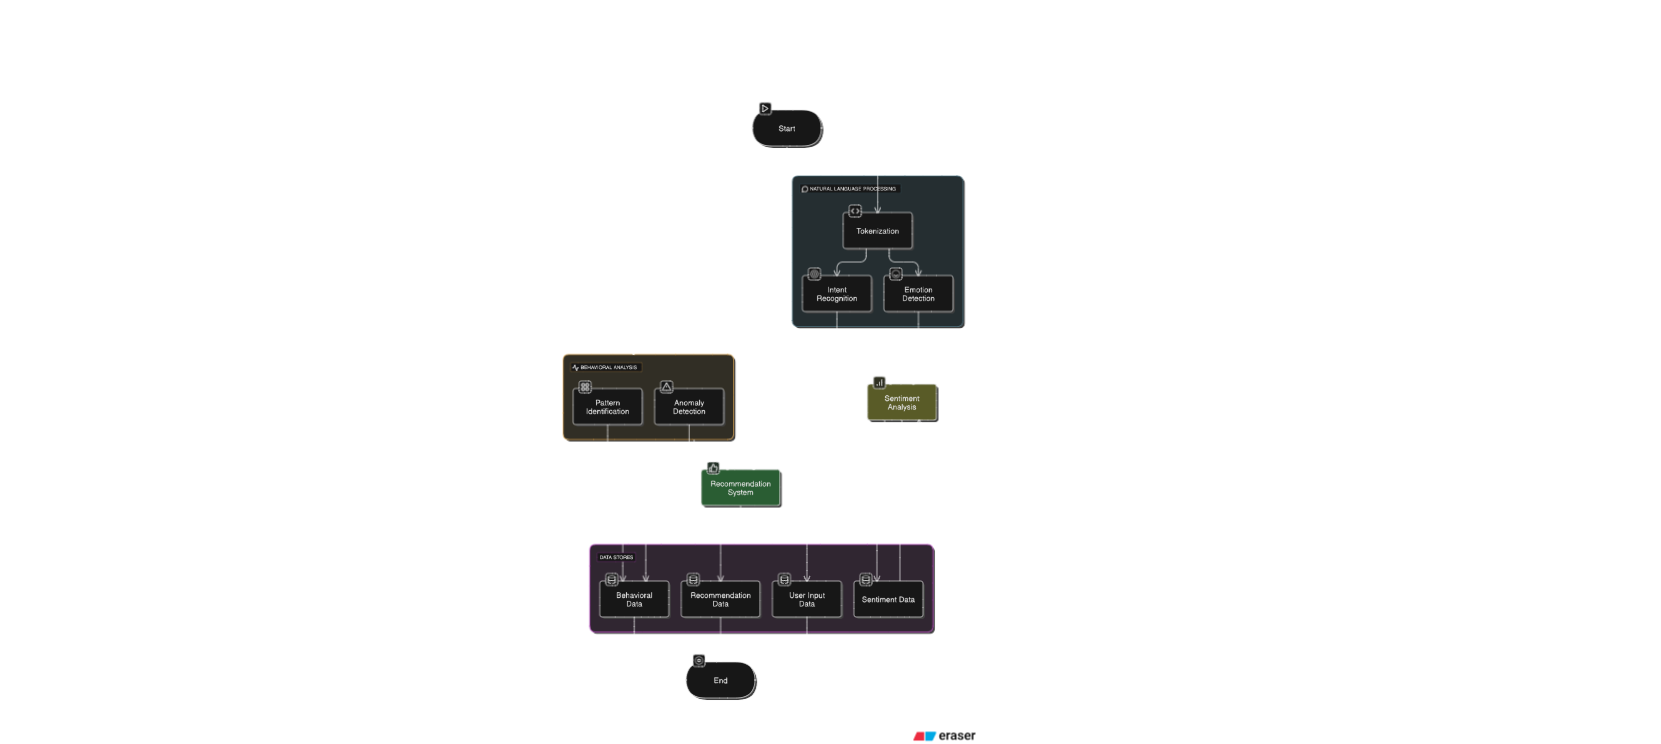 Start
NATURAL LANGUAGE PROCESSING
Tokenization
Intent
Recognition
Emotion
Detection
BEHAVIORAL ANALYSIS
Pattern
Identification
Anomaly
Detection
Sentiment
Analysis
Recommendation
System
DATA STORES
Behavioral
Data
Recommendation
Data
User Input
Data
Sentiment Data
End
eraser